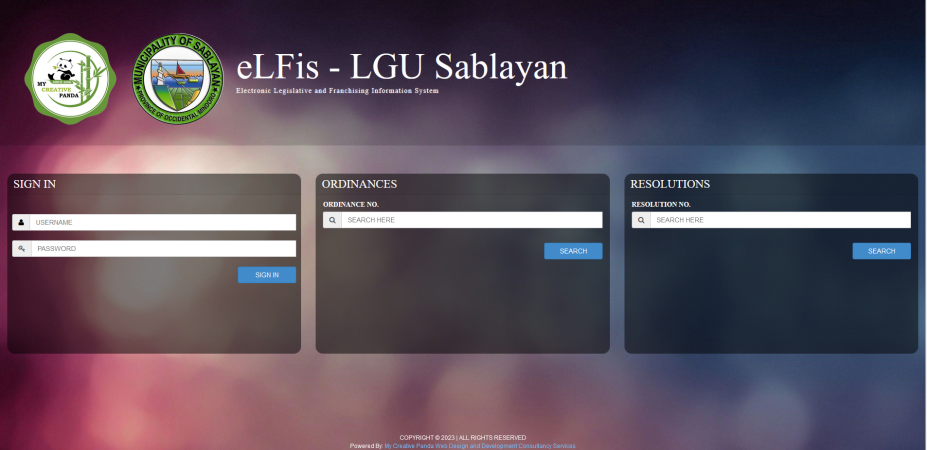 MY
CREATIVE
PANDA
MUNICIPALITY OF SABLAYAN
PROVINCE OF OCCIDENTAL MINDORO
eLFis - LGU Sablayan
Electronic Legislative and Franchising Information System
SIGN IN
USERNAME
PASSWORD
SIGN IN
ORDINANCES
ORDINANCE NO.
SEARCH HERE
SEARCH
RESOLUTIONS
RESOLUTION NO.
SEARCH HERE
SEARCH
COPYRIGHT © 2023 | ALL RIGHTS RESERVED
Powered By: My Creative Panda Web Design and Development Consultancy Services